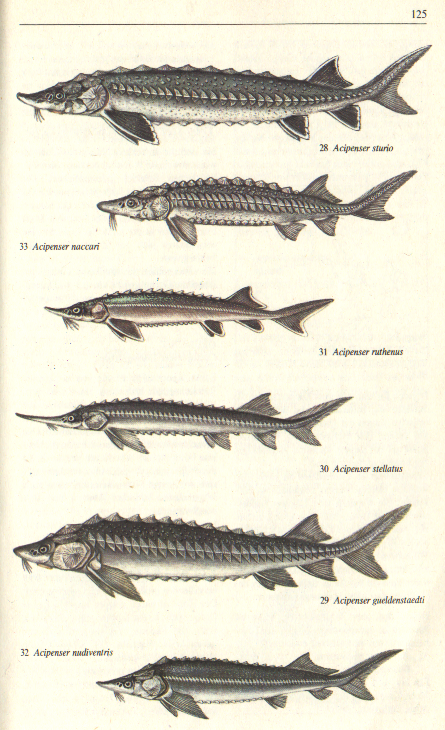 125
28 Acipenser sturio
33 Acipenser naccari
31 Acipenser ruthenus
30 Acipenser stellatus
29 Acipenser gueldenstaedti
32 Acipenser nudiventris